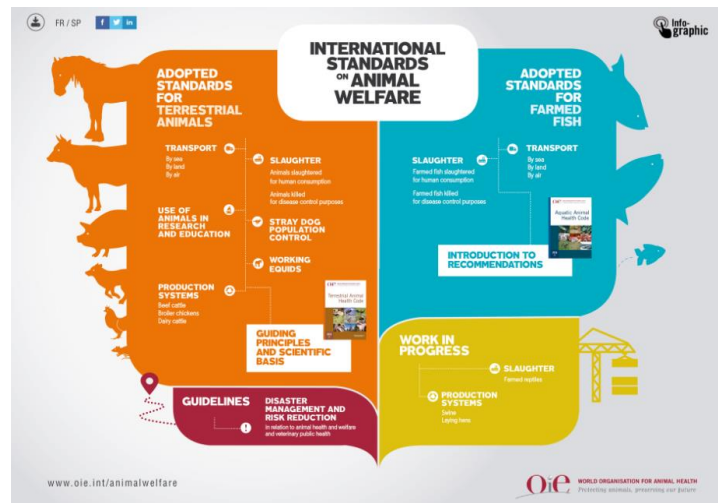 FR / SP
f
in
Info-
graphic
INTERNATIONAL
STANDARDS
ON ANIMAL
WELFARE
ADOPTED
STANDARDS
FOR
TERRESTRIAL
ANIMALS
TRANSPORT
By sea
By land
By air
SLAUGHTER
Animals slaughtered
for human consumption
Animals killed
for disease control purposes
USE OF
ANIMALS IN
RESEARCH
AND EDUCATION
STRAY DOG
POPULATION
CONTROL
WORKING
EQUIDS
PRODUCTION
SYSTEMS
Beef cattle
Broiler chickens
Dairy cattle
Terrestrial Animal
Health Code
GUIDING
PRINCIPLES
AND SCIENTIFIC
BASIS
ADOPTED
STANDARDS
FOR
FARMED
FISH
SLAUGHTER
Farmed fish slaughtered
for human consumption
Farmed fish killed
for disease control purposes
TRANSPORT
By sea
By land
By air
Aquatic Animal
Health Code
INTRODUCTION TO
RECOMMENDATIONS
GUIDELINES
DISASTER
MANAGEMENT AND
RISK REDUCTION
In relation to animal health and welfare
and veterinary public health
WORK IN
PROGRESS
SLAUGHTER
Farmed reptiles
PRODUCTION
SYSTEMS
Swine
Laying hens
www.oie.int/animalwelfare
Oie
WORLD ORGANISATION FOR ANIMAL HEALTH
Protecting animals, preserving our future